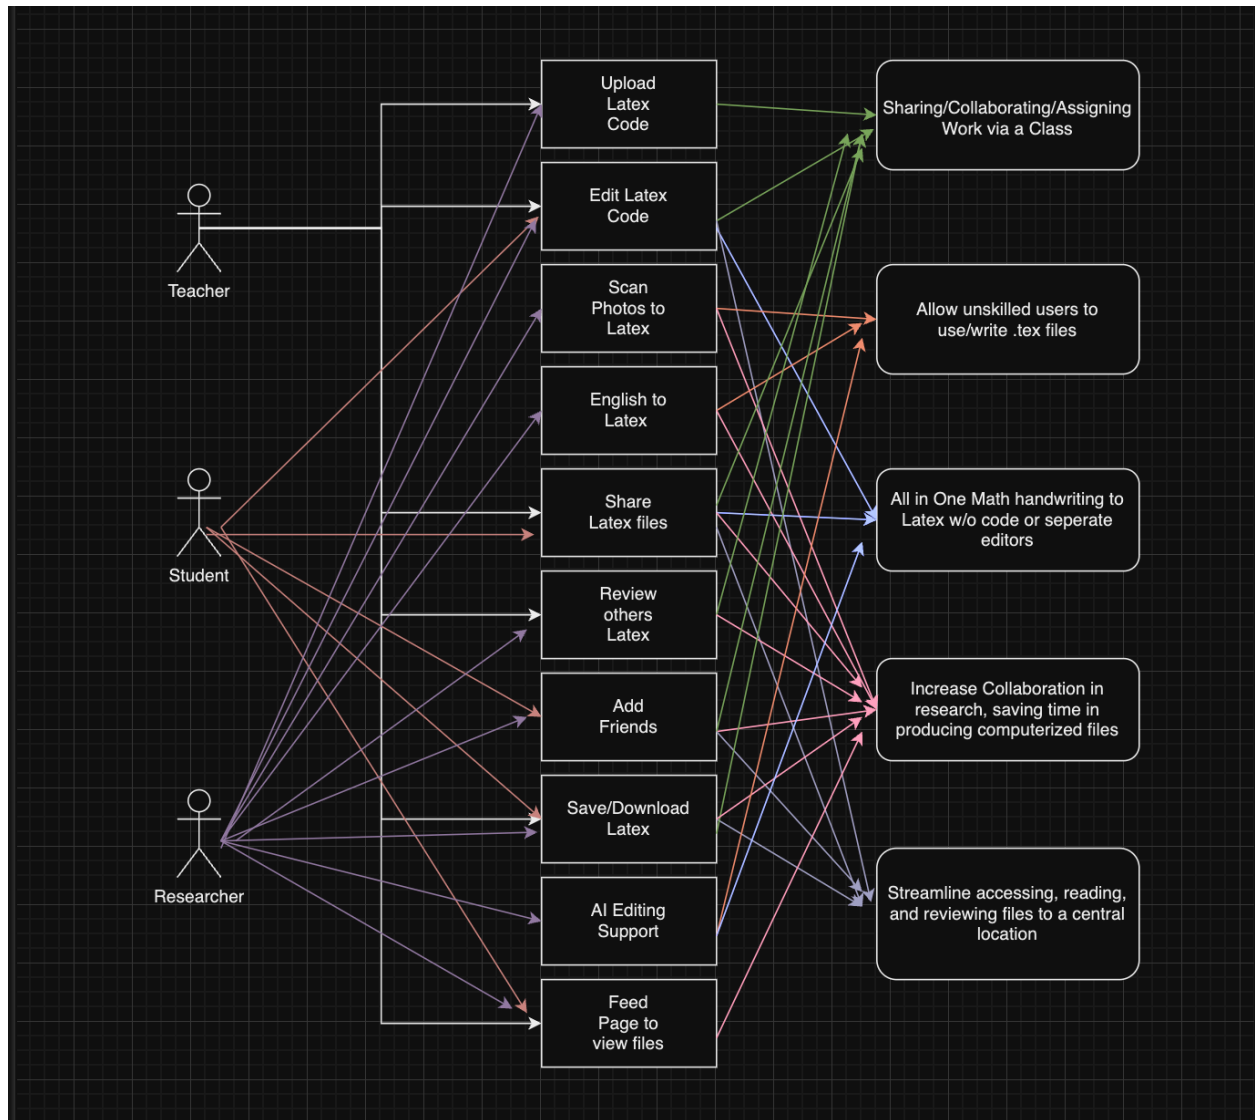 Upload
Latex
Code
Sharing/Collaborating/Assigning
Work via a Class
Edit Latex
Code
Teacher
Scan
Photos to
Latex
Allow unskilled users to
use/write .tex files
English to
Latex
Student
Share
Latex files
All in One Math handwriting to
Latex w/o code or seperate
editors
Review
others
Latex
Add
Friends
Increase Collaboration in
research, saving time in
producing computerized files
Researcher
Save/Download
Latex
AI Editing
Support
Streamline accessing, reading,
and reviewing files to a central
location
Feed
Page to
view files